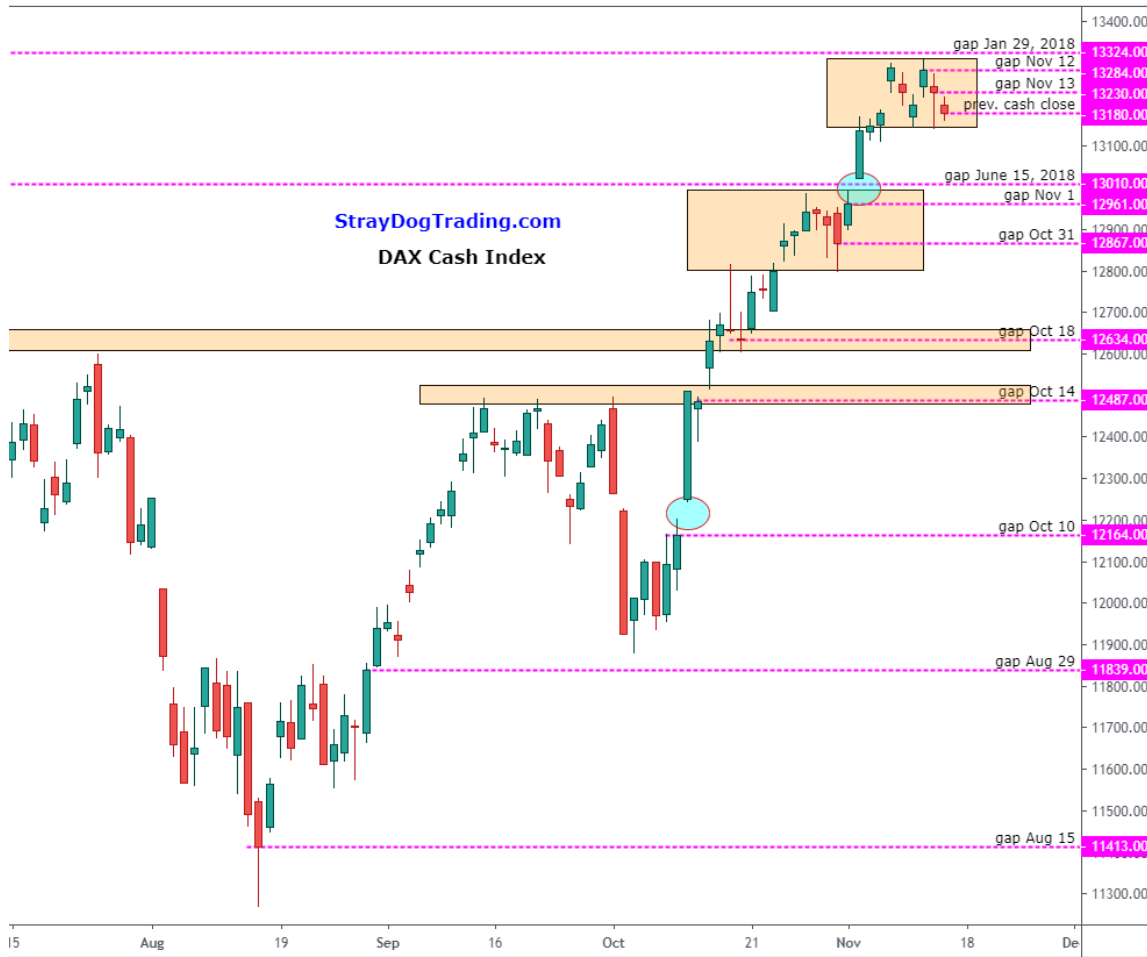 13400.00
gap Jan 29, 2018
13324.00
gap Nov 12
13284.00
gap Nov 13
13230.00
prev. cash close
13180.00
13100.00
gap June 15, 2018
13010.00
gap Nov 1
12961.00
StrayDogTrading.com
12900.00
gap Oct 31
12867.00
DAX Cash Index
12800.00
12700.00
gap Oct 18
12634.00
12600.00
gap Oct 14
12487.00
12400.00
12300.00
12200.00
gap Oct 10
12164.00
12100.00
12000.00
11900.00
gap Aug 29
11839.00
11800.00
11700.00
11600.00
11500.00
gap Aug 15
11413.00
11300.00
15 Aug 19 Sep 16 Oct 21 Nov 18 De